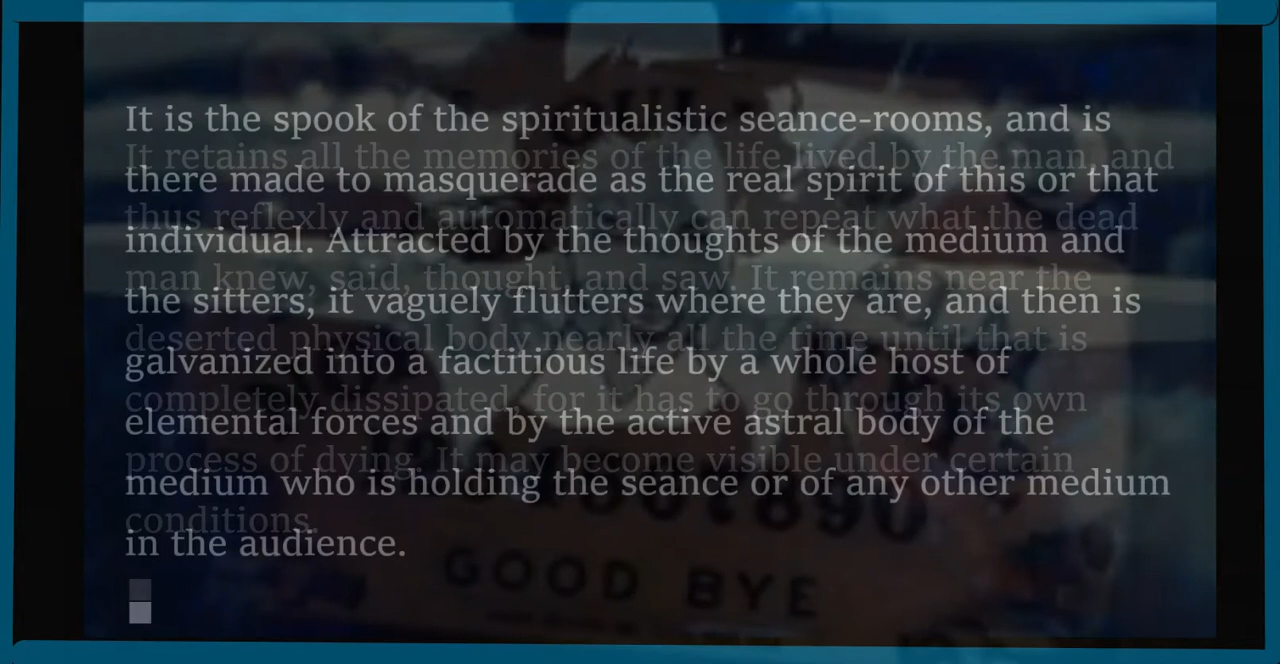 It is the spook of the spiritualistic seance-rooms, and is
It retains all the memories of the life lived by the man, and
there made to masquerade as the real spirit of this or that
thus reflexly and automatically can repeat what the dead
individual. Attracted by the thoughts of the medium and
man knew, said, thought, and saw. It remains near the
the sitters, it vaguely flutters where they are, and then is
deserted physical body nearly all the time until that is
galvanized into a factitious life by a whole host of
completely dissipated, for it has to go through its own
elemental forces and by the active astral body of the
process of dying. It may become visible under certain
medium who is holding the seance or of any other medium
conditions.
in the audience.
GOOD BYE